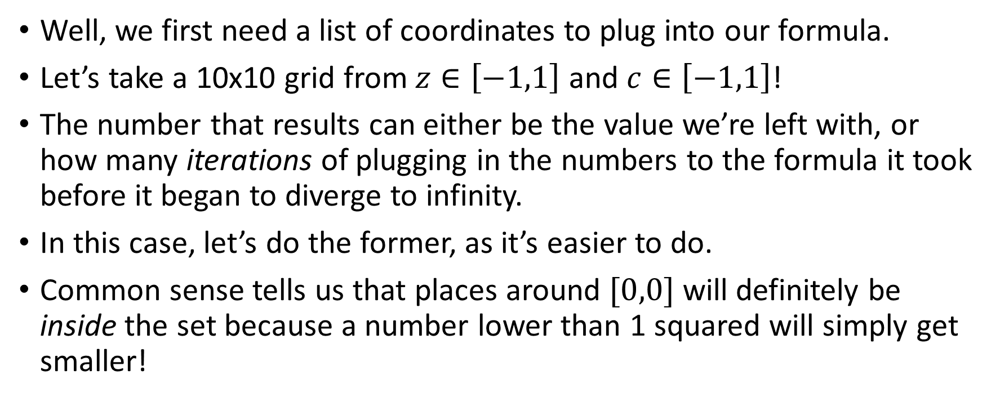 • Well, we first need a list of coordinates to plug into our formula.
• Let’s take a 10x10 grid from z ∈ [−1,1] and c ∈ [−1,1]!
• The number that results can either be the value we’re left with, or
how many iterations of plugging in the numbers to the formula it took
before it began to diverge to infinity.
• In this case, let’s do the former, as it’s easier to do.
• Common sense tells us that places around [0,0] will definitely be
inside the set because a number lower than 1 squared will simply get
smaller!